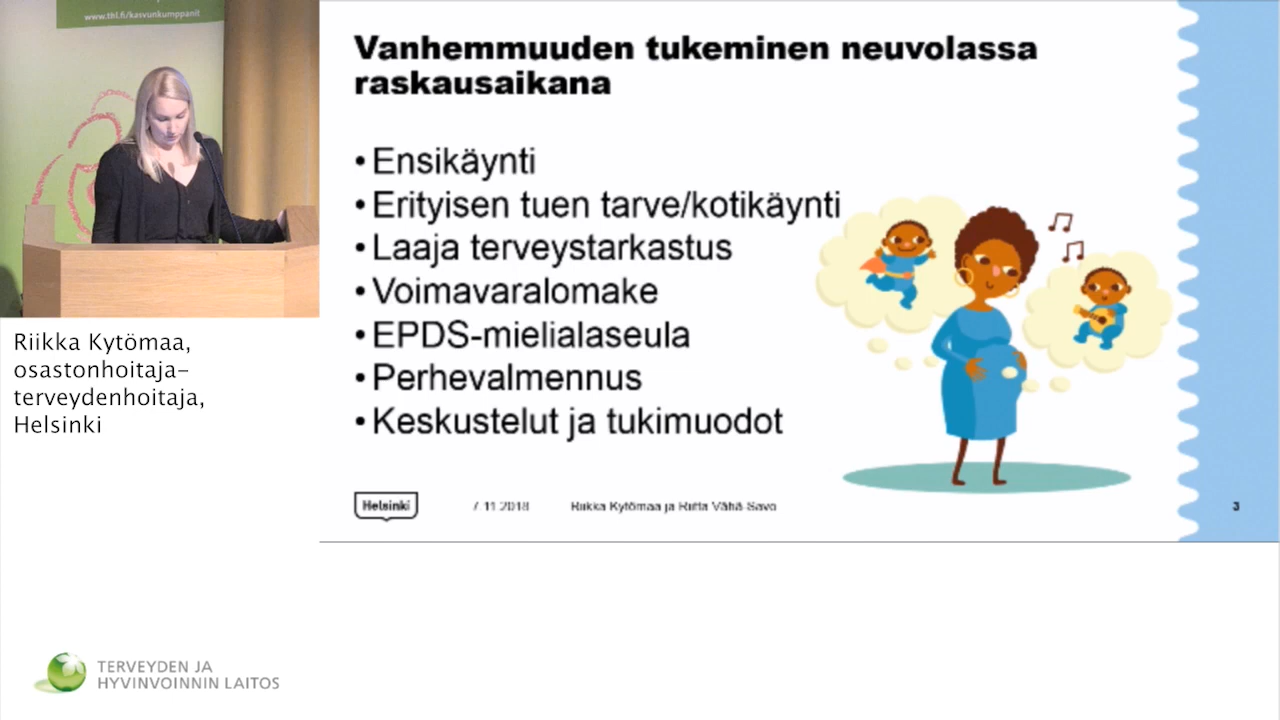 www.thl.fi/kasvunkumppanit
Riikka Kytömaa,
osastonhoitaja-
terveydenhoitaja,
Helsinki
Vanhemmuuden tukeminen neuvolassa
raskausaikana
• Ensikäynti
• Erityisen tuen tarve/kotikäynti
• Laaja terveystarkastus
• Voimavaralomake
• EPDS-mielialaseula
• Perhevalmennus
• Keskustelut ja tukimuodot
Helsinki
7.11.2018
Riikka Kytömaa ja Riitta Vähä-Savo
3
TERVEYDEN JA
HYVINVOINNIN LAITOS